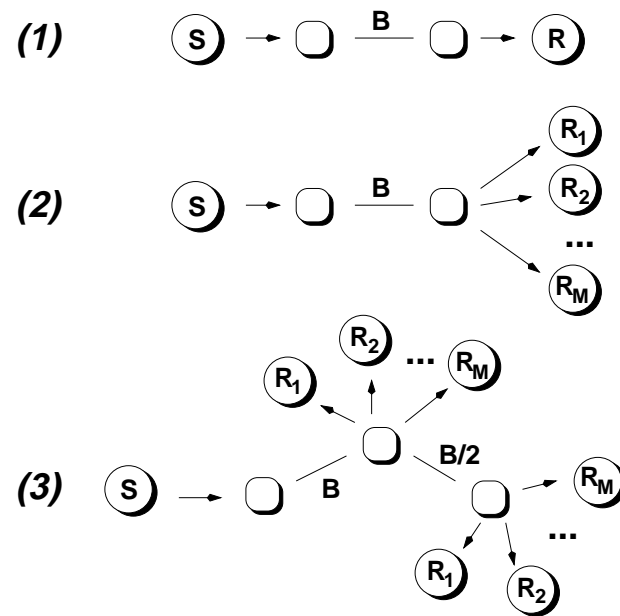 (1) S B R
R1
(2) S B R2
...
RM
R2 ... RM
R1
B/2
(3) S B RM
...
R1 R2